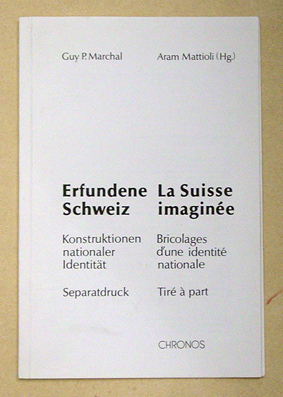 Guy P. Marchal Aram Mattioli (Hg.)
Erfundene La Suisse
Schweiz imaginée
Konstruktionen Bricolages
nationaler d'une identité
Identität nationale
Separatdruck Tiré à part
CHRONOS